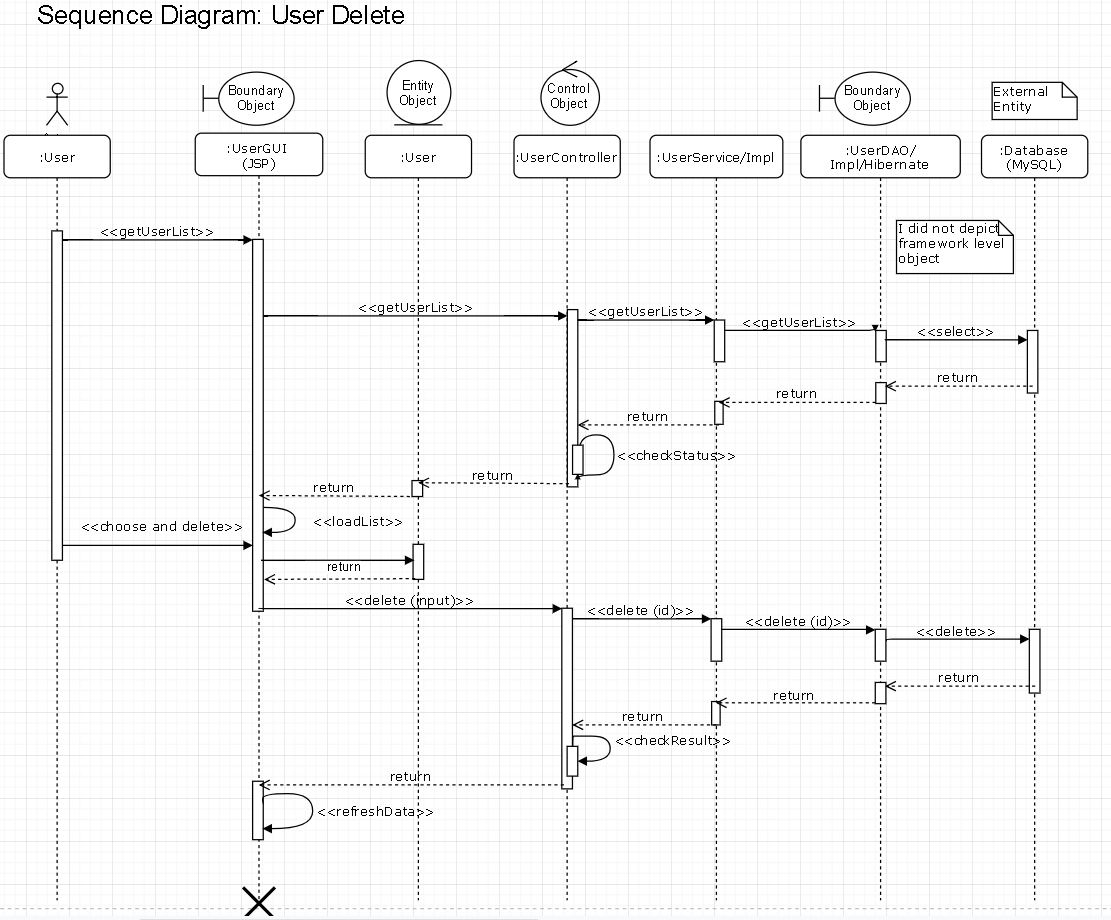 Sequence Diagram: User Delete
Boundary
Object
Entity
Object
Control
Object
Boundary
Object
External
Entity
:User
:UserGUI
(JSP)
:User
:UserController
:UserService/Impl
:UserDAO/
Impl/Hibernate
:Database
(MySQL)
I did not depict
framework level
object
<<getUserList>>
<<getUserList>>
<<getUserList>>
<<getUserList>>
<<select>>
return
return
return
<<checkStatus>>
return
return
<<loadList>>
<<choose and delete>>
return
<<delete (input)>>
<<delete (id)>>
<<delete (id)>>
<<delete>>
return
return
return
<<checkResult>>
return
<<refreshData>>